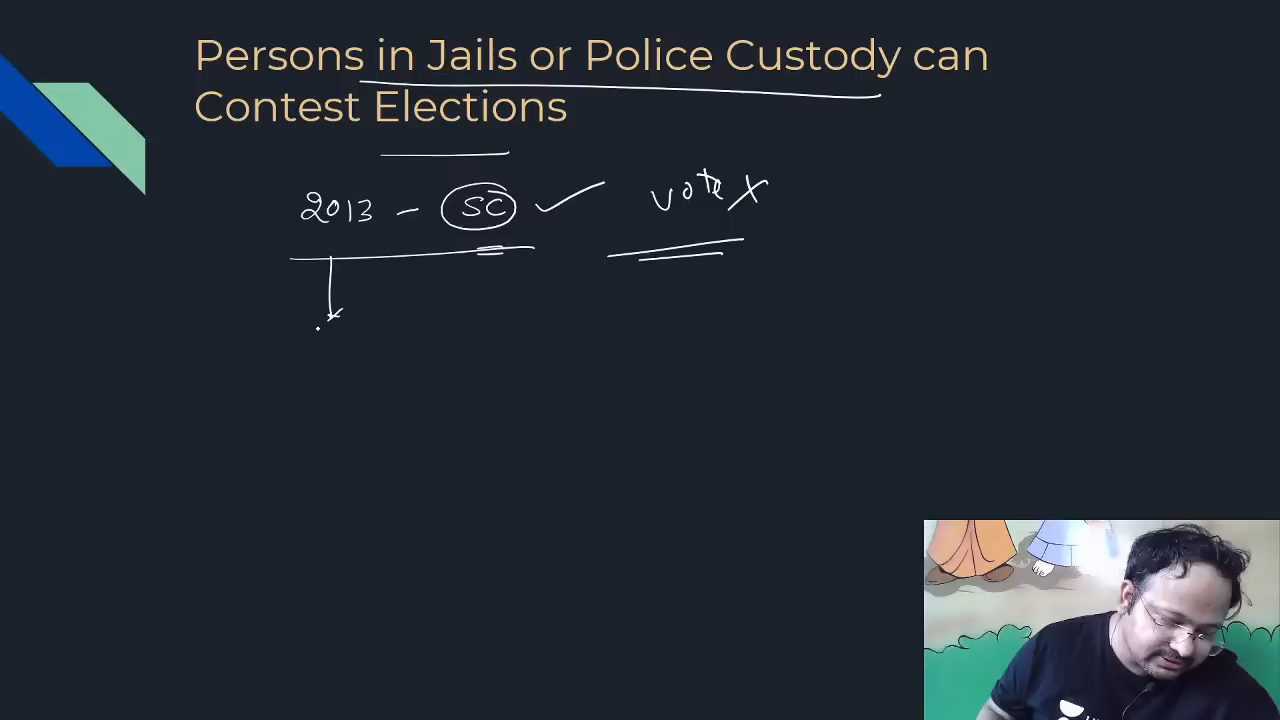 Persons in Jails or Police Custody can
Contest Elections
2013 - SC ✓ vote X